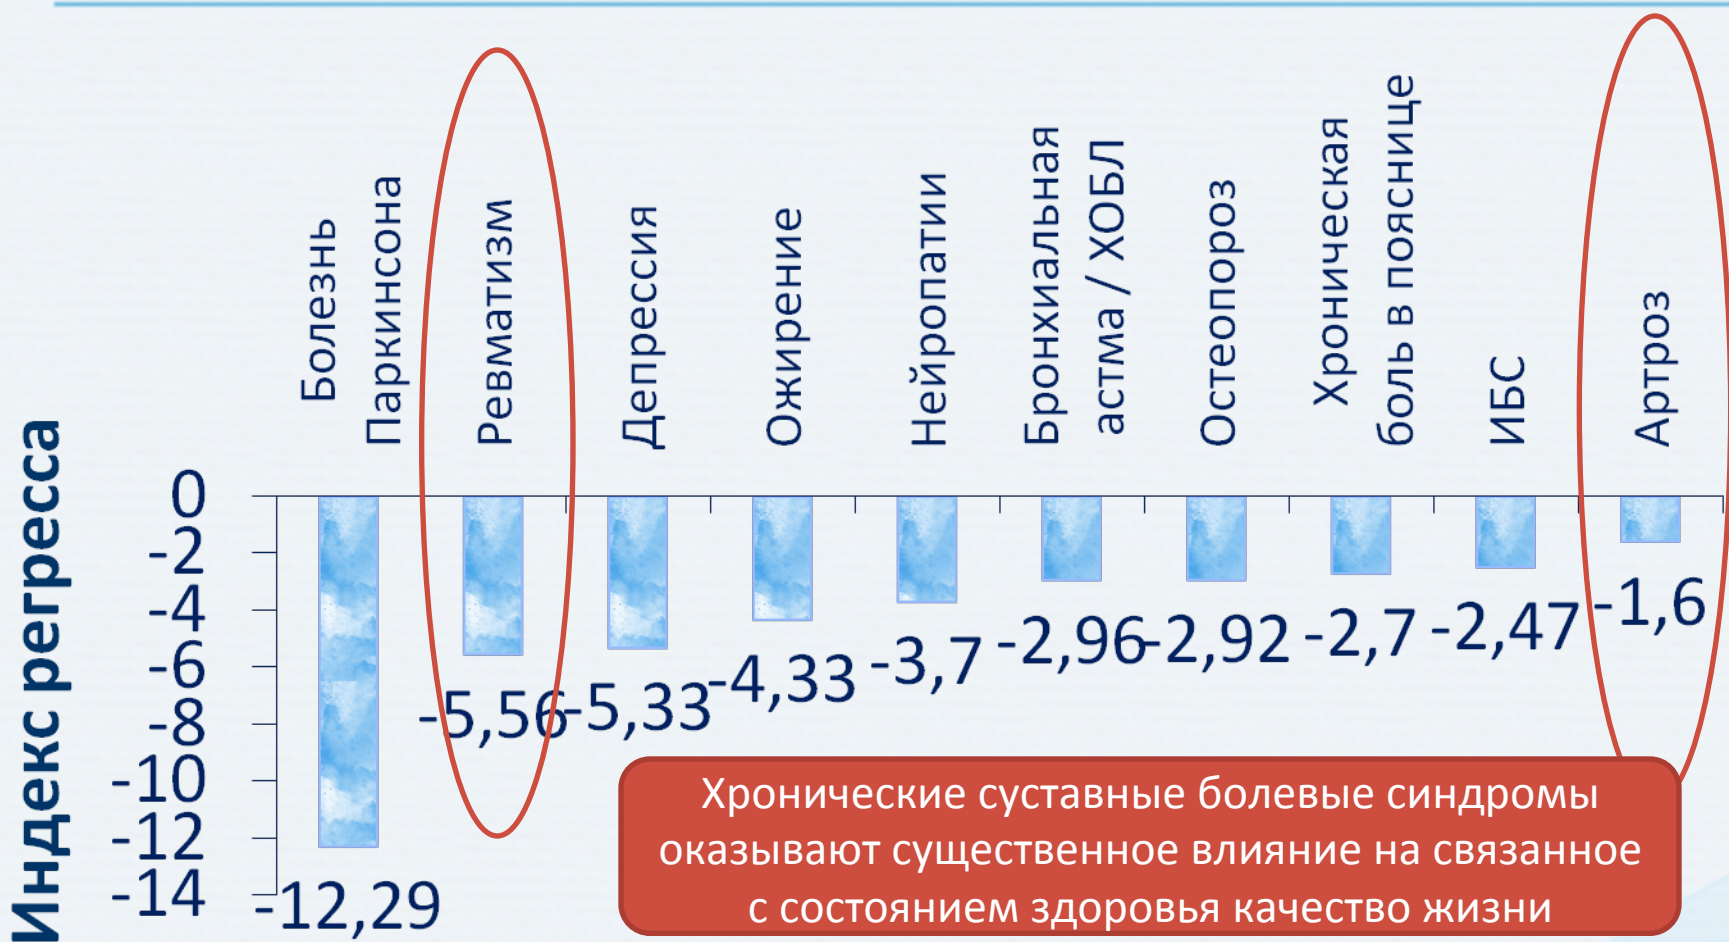 Болезнь
Паркинсона
Ревматизм
Депрессия
Ожирение
Нейропатии
Бронхиальная
астма / ХОБЛ
Остеопороз
Хроническая
боль в пояснице
ИБС
Артроз
Индекс регресса
0
-2
-4
-6
-8
-10
-12
-14
-12,29
-5,56
-5,33
-4,33
-3,7
-2,96
-2,92
-2,7
-2,47
-1,6
Хронические суставные болевые синдромы
оказывают существенное влияние на связанное
с состоянием здоровья качество жизни